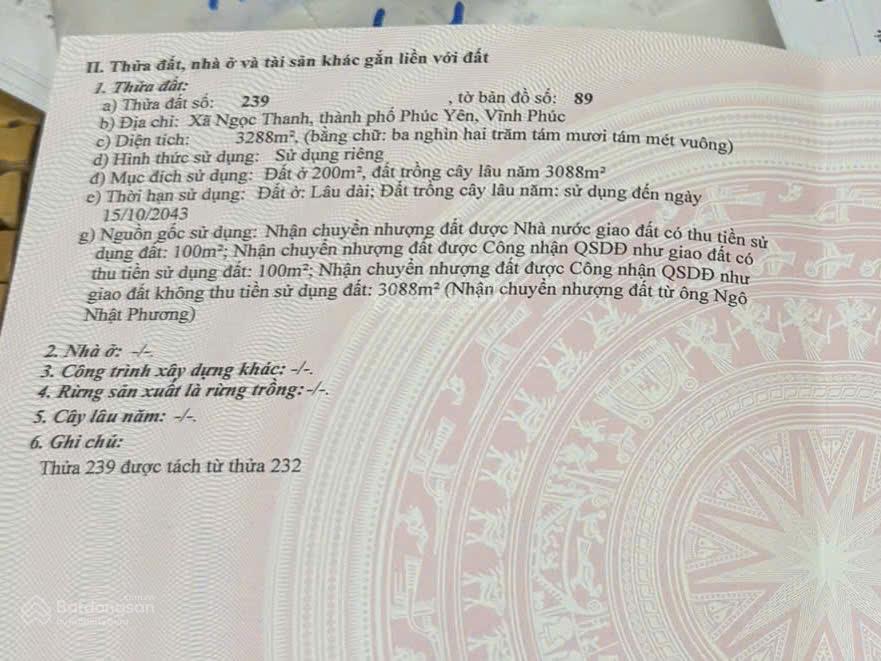 II. Thửa đất, nhà ở và tài sản khác gắn liền với đất
1. Thửa đất:
a) Thửa đất số: 239 , tờ bản đồ số: 89
b) Địa chỉ: Xã Ngọc Thanh, thành phố Phúc Yên, Vĩnh Phúc
c) Diện tích: 3288m², (bằng chữ: ba nghìn hai trăm tám mươi tám mét vuông)
d) Hình thức sử dụng: Sử dụng riêng
đ) Mục đích sử dụng: Đất ở 200m², đất trồng cây lâu năm 3088m²
e) Thời hạn sử dụng: Đất ở: Lâu dài; Đất trồng cây lâu năm: sử dụng đến ngày
15/10/2043
g) Nguồn gốc sử dụng: Nhận chuyển nhượng đất được Nhà nước giao đất có thu tiền sử
dụng đất: 100m²; Nhận chuyển nhượng đất được Công nhận QSDĐ như giao đất có
thu tiền sử dụng đất: 100m²; Nhận chuyển nhượng đất được Công nhận QSDĐ như
giao đất không thu tiền sử dụng đất: 3088m² (Nhận chuyển nhượng đất từ ông Ngô
Nhật Phương)
2. Nhà ở: -/-.
3. Công trình xây dựng khác: -/-.
4. Rừng sản xuất là rừng trồng: -/-.
5. Cây lâu năm: -/-.
6. Ghi chú:
Thửa 239 được tách từ thửa 232
Batdongsan